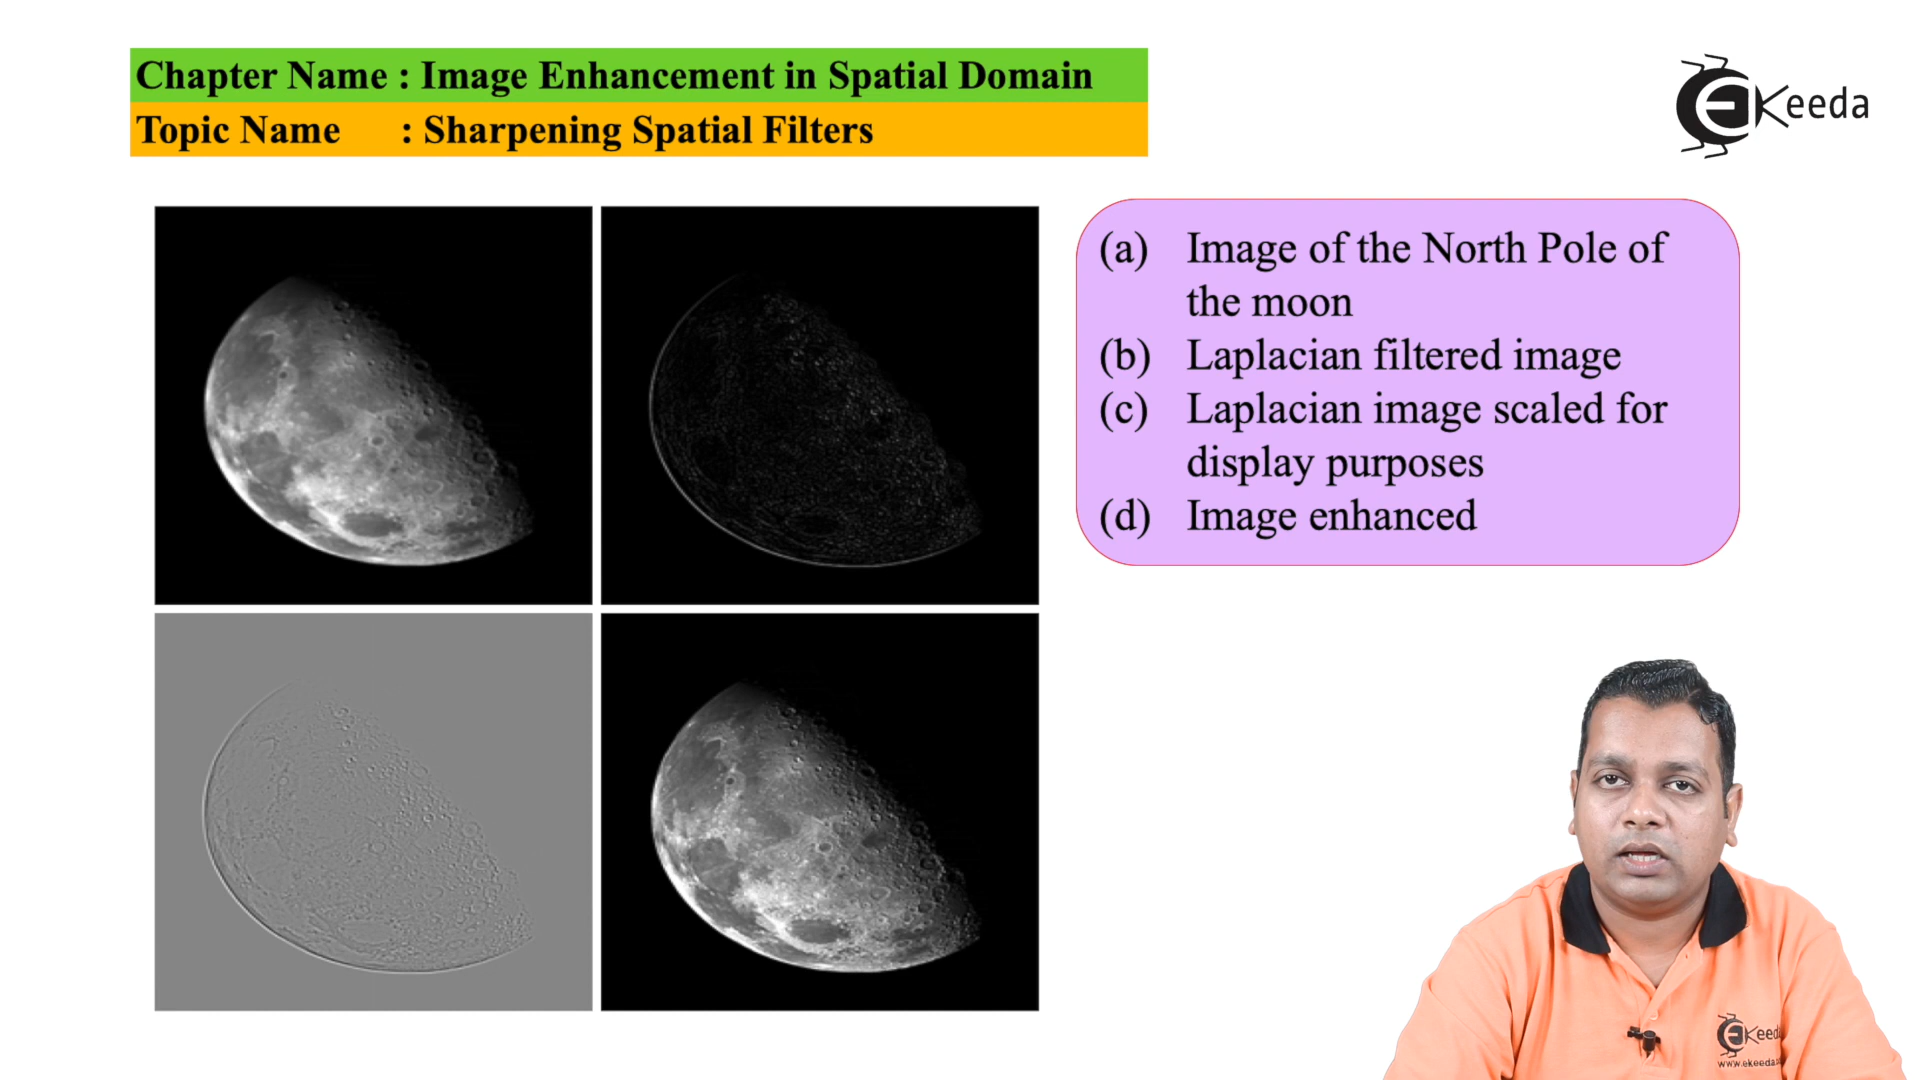 Chapter Name : Image Enhancement in Spatial Domain
Topic Name : Sharpening Spatial Filters
EKeeda
(a) Image of the North Pole of
the moon
(b) Laplacian filtered image
(c) Laplacian image scaled for
display purposes
(d) Image enhanced